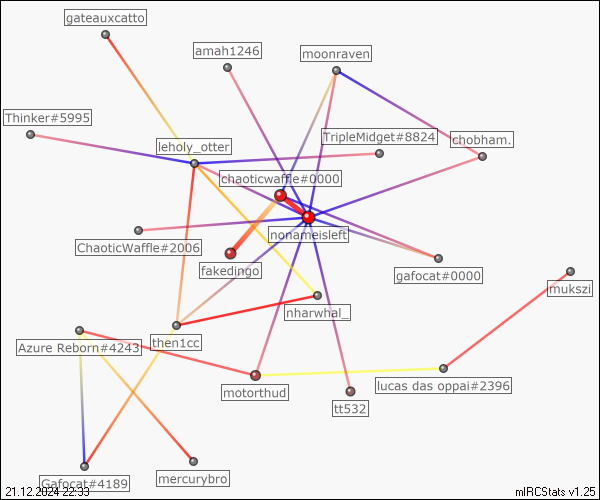 gateauxcatto
amah1246
moonraven
Thinker#5995
leholy_otter
TripleMidget#8824
chobham.
chaoticwaffle#0000
ChaoticWaffle#2006
nonameisleft
fakedingo
gafocat#0000
mukszi
nharwhal_
Azure Reborn#4243
then1cc
motorthud
lucas das oppai#2396
tt532
Gafocat#4189
mercurybro
21.12.2024 22:33
mIRCStats v1.25